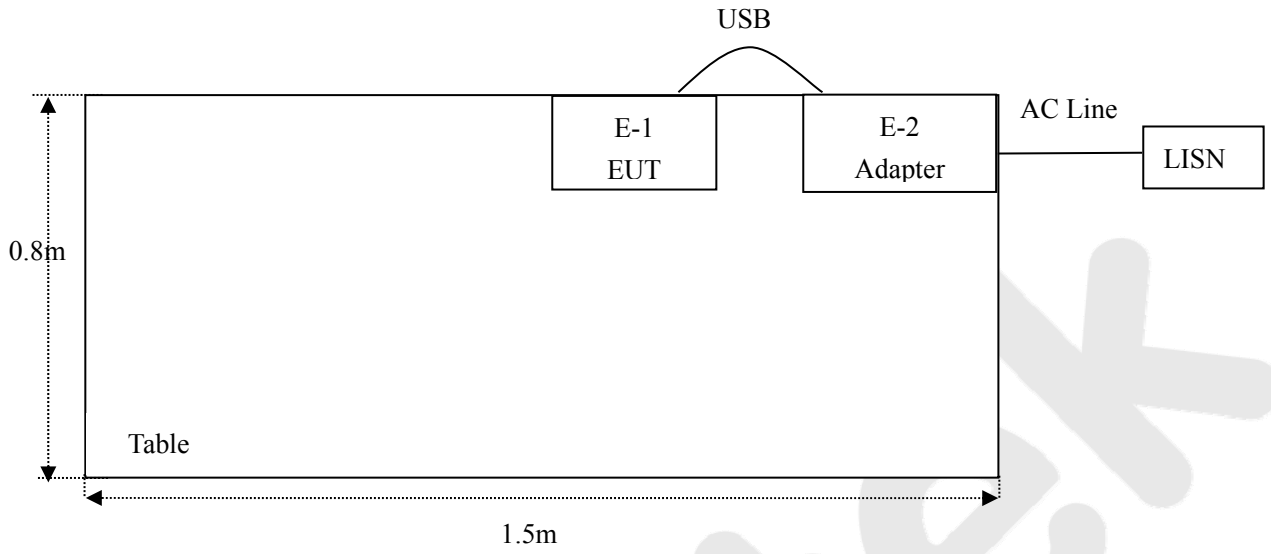 USB
E-1
EUT
E-2
Adapter
AC Line
LISN
0.8m
Table
1.5m